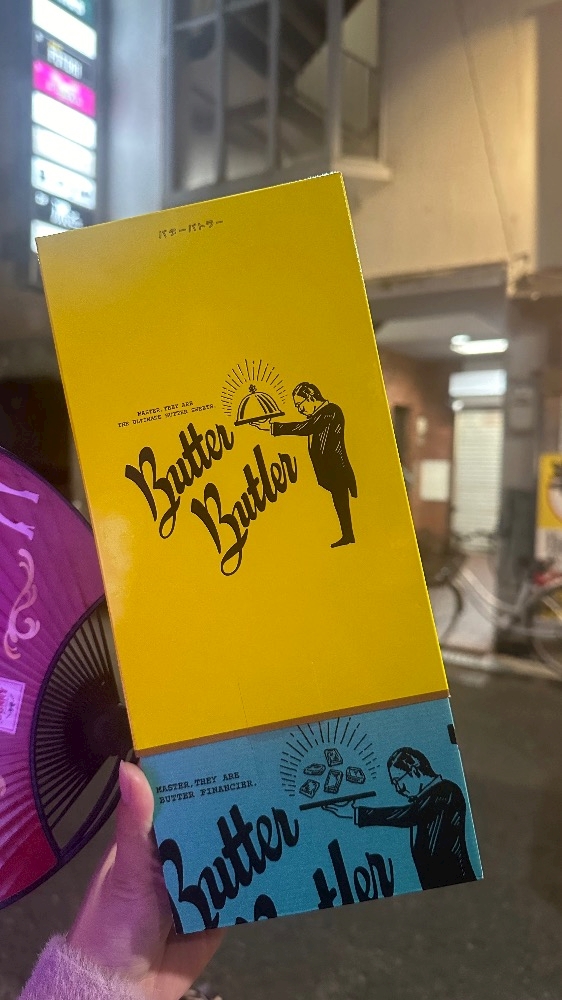 バターバトラー
MASTER, THEY ARE
THE ULTIMATE BUTTER SWEETS.
Butter
Butler
MASTER, THEY ARE
BUTTER FINANCIER.
Butter